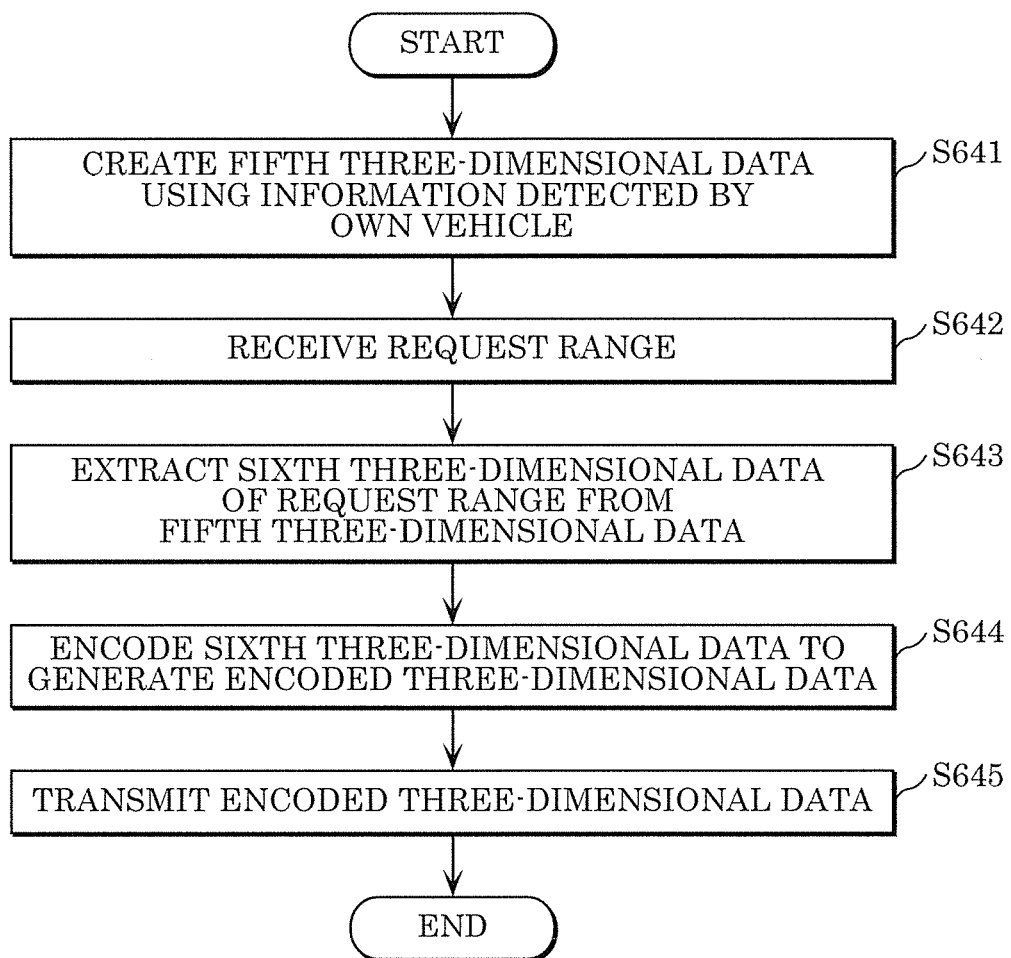 START
CREATE FIFTH THREE-DIMENSIONAL DATA
USING INFORMATION DETECTED BY
OWN VEHICLE
S641
RECEIVE REQUEST RANGE
S642
EXTRACT SIXTH THREE-DIMENSIONAL DATA
OF REQUEST RANGE FROM
FIFTH THREE-DIMENSIONAL DATA
S643
ENCODE SIXTH THREE-DIMENSIONAL DATA TO
GENERATE ENCODED THREE-DIMENSIONAL DATA
S644
TRANSMIT ENCODED THREE-DIMENSIONAL DATA
S645
END